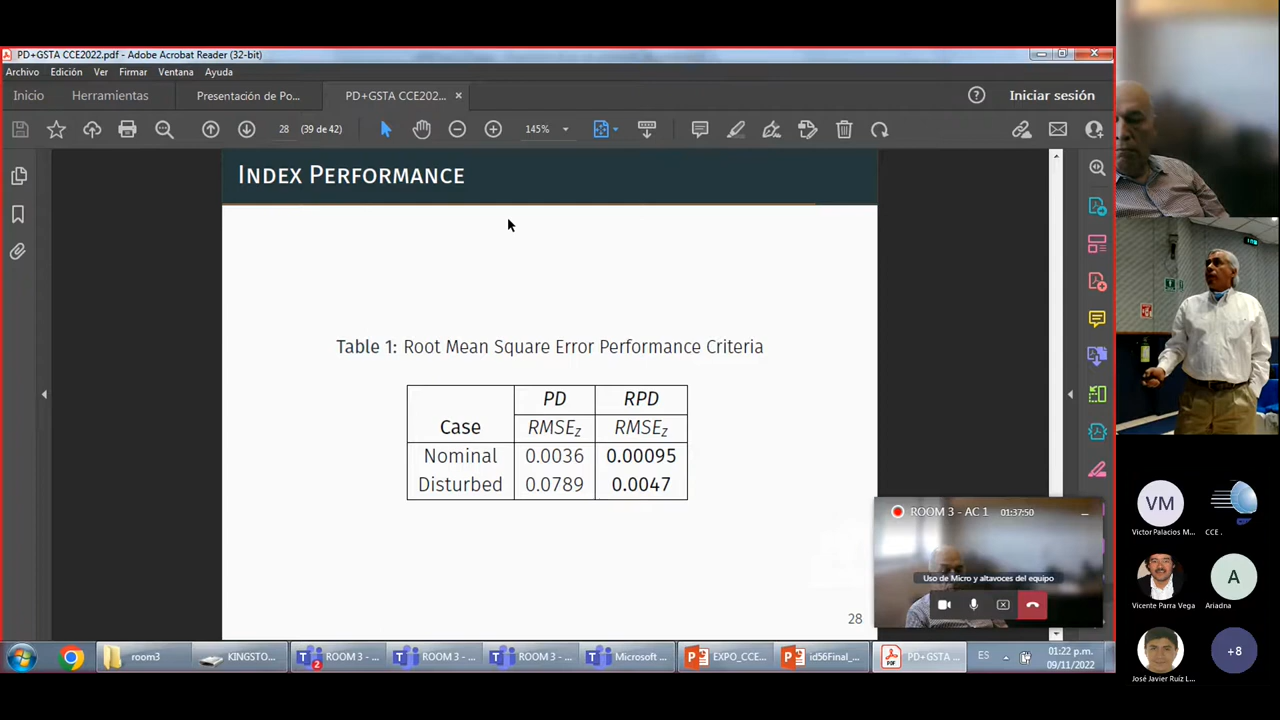 PD+GSTA CCE2022.pdf - Adobe Acrobat Reader (32-bit)
Archivo Edición Ver Firmar Ventana Ayuda
Inicio Herramientas Presentación de Po... PD+GSTA CCE202... × Iniciar sesión
28 (39 de 42) 145%
INDEX PERFORMANCE
Table 1: Root Mean Square Error Performance Criteria
PD RPD
Case RMSEz RMSEz
Nominal 0.0036 0.00095
Disturbed 0.0789 0.0047
28
ROOM 3 - AC 1 01:37:50
Uso de Micro y altavoces del equipo
VM
Victor Palacios M...
CCE .
Vicente Parra Vega
A
Ariadna
José Javier Ruíz L...
+8
room3 KINGSTO... 2 ROOM 3 - ... ROOM 3 - ... ROOM 3 - ... Microsoft ... EXPO_CCE... id56Final_... PD+GSTA ... ES
01:22 p.m.
09/11/2022